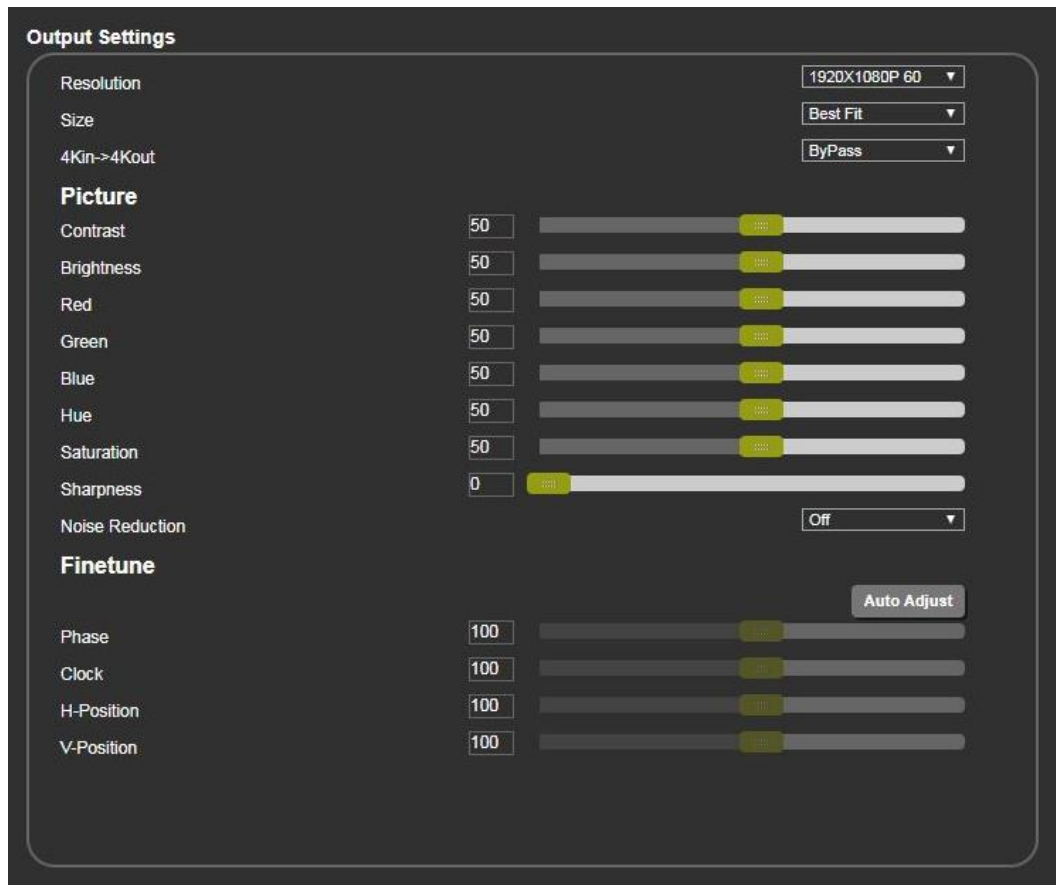 Output Settings
Resolution 1920X1080P 60
Size Best Fit
4Kin->4Kout ByPass
Picture
Contrast 50
Brightness 50
Red 50
Green 50
Blue 50
Hue 50
Saturation 50
Sharpness 0
Noise Reduction Off
Finetune
Auto Adjust
Phase 100
Clock 100
H-Position 100
V-Position 100